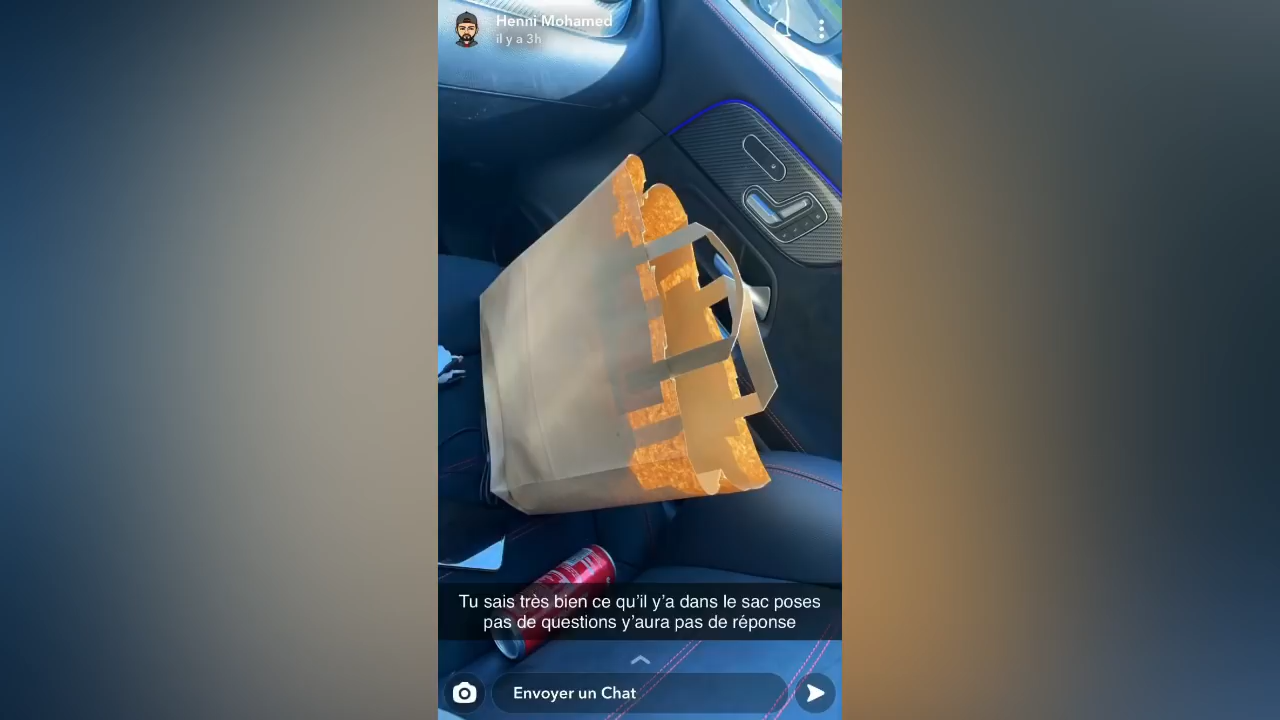 Henni Mohamed
il y a 3h
Tu sais très bien ce qu'il y'a dans le sac poses
pas de questions y'aura pas de réponse
Envoyer un Chat